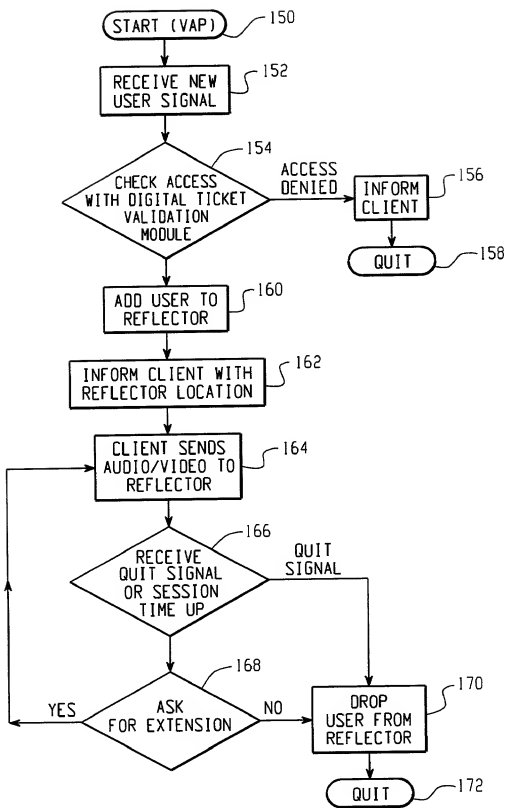 START (VAP)
150
RECEIVE NEW
USER SIGNAL
152
154
CHECK ACCESS
WITH DIGITAL TICKET
VALIDATION
MODULE
ACCESS
DENIED
INFORM
CLIENT
156
QUIT
158
ADD USER TO
REFLECTOR
160
INFORM CLIENT WITH
REFLECTOR LOCATION
162
CLIENT SENDS
AUDIO/VIDEO TO
REFLECTOR
164
166
RECEIVE
QUIT SIGNAL
OR SESSION
TIME UP
QUIT
SIGNAL
168
ASK
FOR EXTENSION
YES
NO
DROP
USER FROM
REFLECTOR
170
QUIT
172